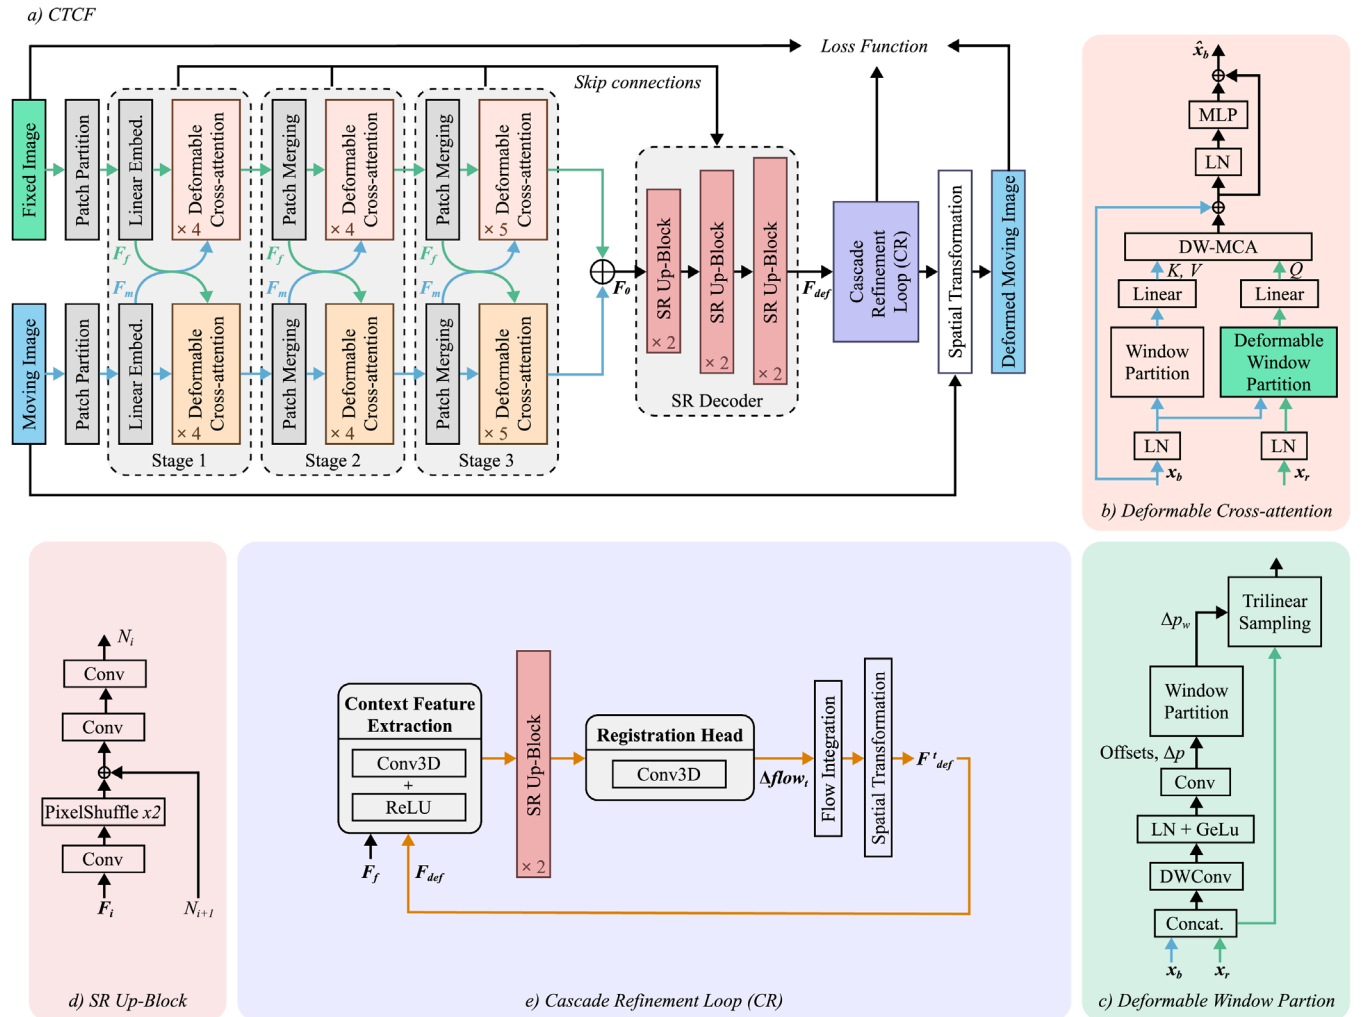 a) CTCF
Loss Function
Skip connections
Fixed Image
Patch Partition
Linear Embed.
Deformable
Cross-attention
× 4
Patch Merging
Deformable
Cross-attention
× 4
Patch Merging
Deformable
Cross-attention
× 5
F_f
F_m
F_f
F_m
F_f
F_m
Moving Image
Patch Partition
Linear Embed.
Deformable
Cross-attention
× 4
Patch Merging
Deformable
Cross-attention
× 4
Patch Merging
Deformable
Cross-attention
× 5
Stage 1
Stage 2
Stage 3
F_0
SR Up-Block
× 2
SR Up-Block
× 2
SR Up-Block
× 2
SR Decoder
F_def
Cascade
Refinement
Loop (CR)
Spatial Transformation
Deformed Moving Image
x̂_b
MLP
LN
DW-MCA
K, V
Q
Linear
Linear
Window
Partition
Deformable
Window
Partition
LN
LN
x_b
x_r
b) Deformable Cross-attention
N_i
Conv
Conv
PixelShuffle x2
Conv
F_i
N_{i+1}
d) SR Up-Block
Context Feature
Extraction
Conv3D
+
ReLU
F_f
F_def
SR Up-Block
× 2
Registration Head
Conv3D
Δflow_t
Flow Integration
Spatial Transformation
F^t_def
e) Cascade Refinement Loop (CR)
Trilinear
Sampling
Δp_w
Window
Partition
Offsets, Δp
Conv
LN + GeLu
DWConv
Concat.
x_b
x_r
c) Deformable Window Partion